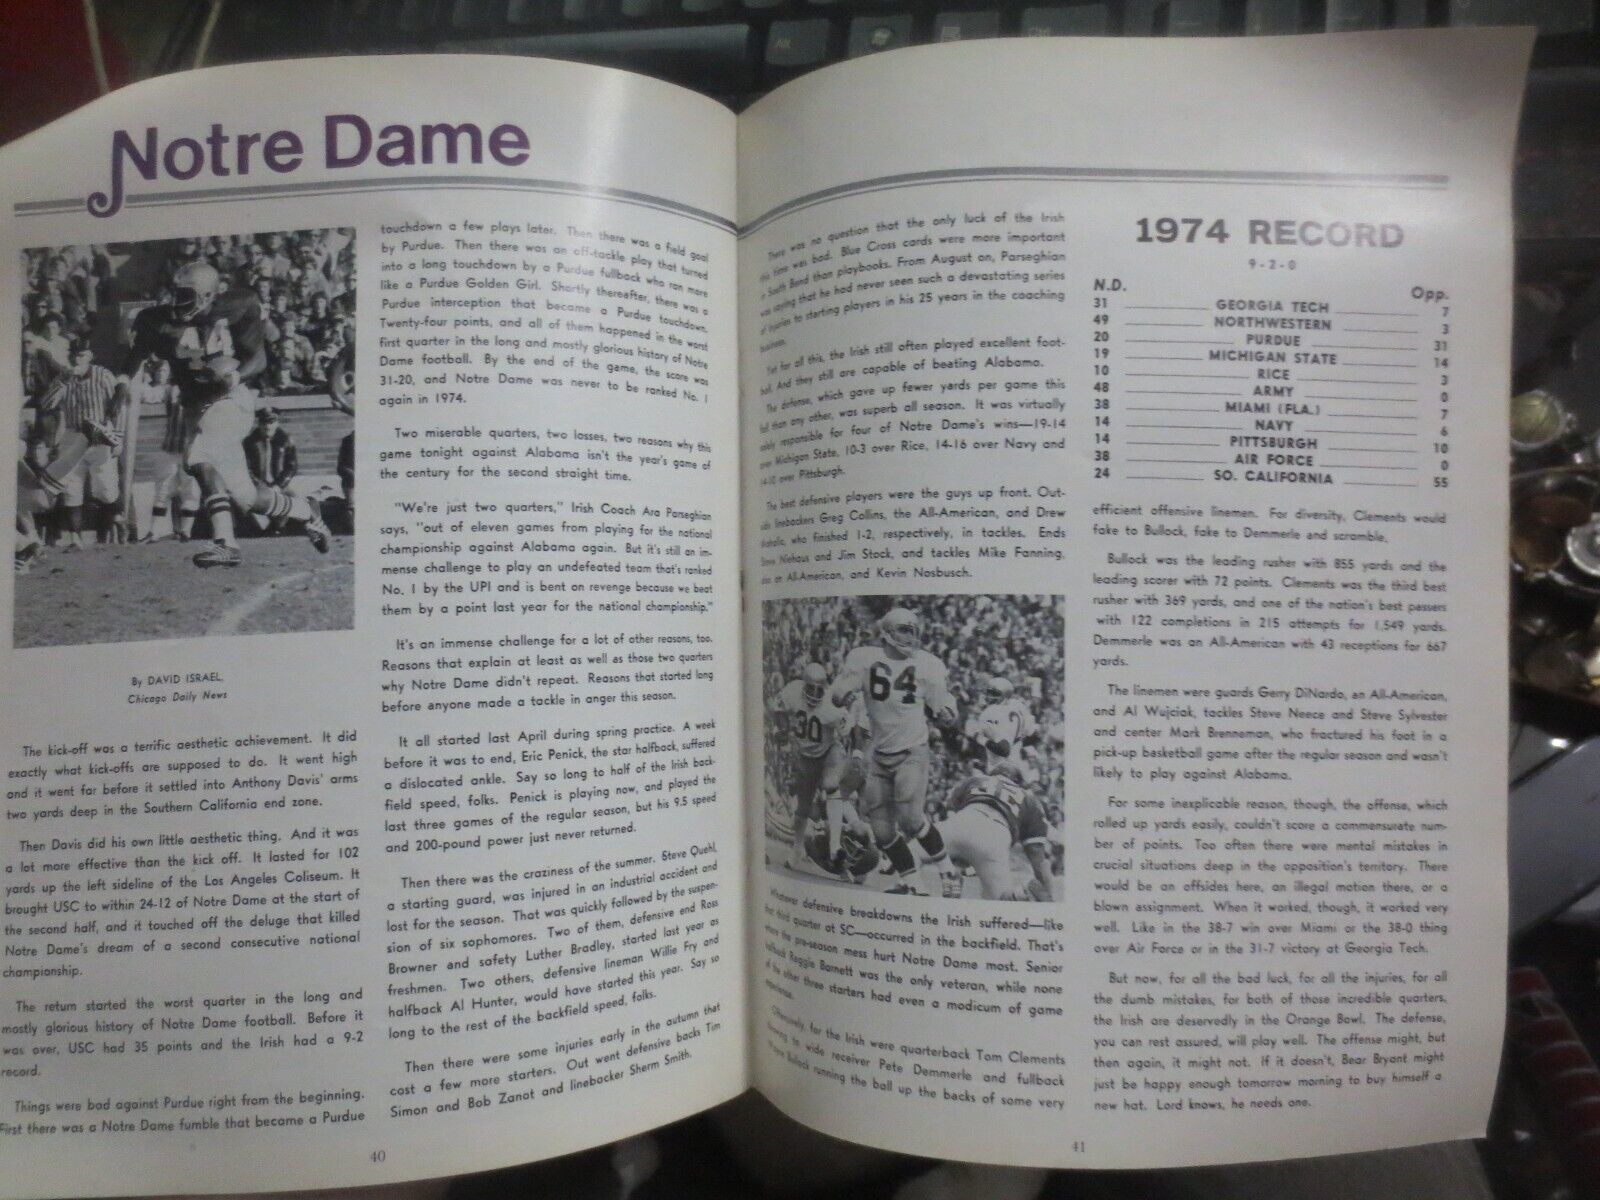 Notre Dame
44
By DAVID ISRAEL,
Chicago Daily News
The kick-off was a terrific aesthetic achievement. It did
exactly what kick-offs are supposed to do. It went high
and it went far before it settled into Anthony Davis' arms
two yards deep in the Southern California end zone.
Then Davis did his own little aesthetic thing. And it was
a lot more effective than the kick off. It lasted for 102
yards up the left sideline of the Los Angeles Coliseum. It
brought USC to within 24-12 of Notre Dame at the start of
the second half, and it touched off the deluge that killed
Notre Dame's dream of a second consecutive national
championship.
The return started the worst quarter in the long and
mostly glorious history of Notre Dame football. Before it
was over, USC had 35 points and the Irish had a 9-2
record.
Things were bad against Purdue right from the beginning.
First there was a Notre Dame fumble that became a Purdue
touchdown a few plays later. Then there was a field goal
by Purdue. Then there was an off-tackle play that turned
into a long touchdown by a Purdue fullback who ran more
like a Purdue Golden Girl. Shortly thereafter, there was a
Purdue interception that became a Purdue touchdown.
Twenty-four points, and all of them happened in the worst
first quarter in the long and mostly glorious history of Notre
Dame football. By the end of the game, the score was
31-20, and Notre Dame was never to be ranked No. 1
again in 1974.
Two miserable quarters, two losses, two reasons why this
game tonight against Alabama isn't the year's game of
the century for the second straight time.
"We're just two quarters," Irish Coach Ara Parseghian
says, "out of eleven games from playing for the national
championship against Alabama again. But it's still an im-
mense challenge to play an undefeated team that's ranked
No. 1 by the UPI and is bent on revenge because we beat
them by a point last year for the national championship."
It's an immense challenge for a lot of other reasons, too.
Reasons that explain at least as well as those two quarters
why Notre Dame didn't repeat. Reasons that started long
before anyone made a tackle in anger this season.
It all started last April during spring practice. A week
before it was to end, Eric Penick, the star halfback, suffered
a dislocated ankle. Say so long to half of the Irish back-
field speed, folks. Penick is playing now, and played the
last three games of the regular season, but his 9.5 speed
and 200-pound power just never returned.
Then there was the craziness of the summer. Steve Quehl,
a starting guard, was injured in an industrial accident and
lost for the season. That was quickly followed by the suspen-
sion of six sophomores. Two of them, defensive end Ross
Browner and safety Luther Bradley, started last year as
freshmen. Two others, defensive lineman Willie Fry and
halfback Al Hunter, would have started this year. Say so
long to the rest of the backfield speed, folks.
Then there were some injuries early in the autumn that
cost a few more starters. Out went defensive backs Tim
Simon and Bob Zanot and linebacker Sherm Smith.
40
There was no question that the only luck of the Irish
this time was bad. Blue Cross cards were more important
in South Bend than playbooks. From August on, Parseghian
was saying that he had never seen such a devastating series
of injuries to starting players in his 25 years in the coaching
business.
Yet for all this, the Irish still often played excellent foot-
ball. And they still are capable of beating Alabama.
The defense, which gave up fewer yards per game this
fall than any other, was superb all season. It was virtually
solely responsible for four of Notre Dame's wins—19-14
over Michigan State, 10-3 over Rice, 14-16 over Navy and
14-10 over Pittsburgh.
The best defensive players were the guys up front. Out-
side linebackers Greg Collins, the All-American, and Drew
who finished 1-2, respectively, in tackles. Ends
Steve Niehaus and Jim Stock, and tackles Mike Fanning,
also an All-American, and Kevin Nosbusch.
30
64
Whatever defensive breakdowns the Irish suffered—like
that third quarter at SC—occurred in the backfield. That's
where the pre-season mess hurt Notre Dame most. Senior
halfback Reggie Barnett was the only veteran, while none
of the other three starters had even a modicum of game
experience.
Offensively, for the Irish were quarterback Tom Clements
throwing to wide receiver Pete Demmerle and fullback
Wayne Bullock running the ball up the backs of some very
1974 RECORD
9-2-0
N.D. Opp.
31 GEORGIA TECH 7
49 NORTHWESTERN 3
20 PURDUE 31
19 MICHIGAN STATE 14
10 RICE 3
48 ARMY 0
38 MIAMI (FLA.) 7
14 NAVY 6
14 PITTSBURGH 10
38 AIR FORCE 0
24 SO. CALIFORNIA 55
efficient offensive linemen. For diversity, Clements would
fake to Bullock, fake to Demmerle and scramble.
Bullock was the leading rusher with 855 yards and the
leading scorer with 72 points. Clements was the third best
rusher with 369 yards, and one of the nation's best passers
with 122 completions in 215 attempts for 1,549 yards.
Demmerle was an All-American with 43 receptions for 667
yards.
The linemen were guards Gerry DiNardo, an All-American,
and Al Wujciak, tackles Steve Neece and Steve Sylvester
and center Mark Brenneman, who fractured his foot in a
pick-up basketball game after the regular season and wasn't
likely to play against Alabama.
For some inexplicable reason, though, the offense, which
rolled up yards easily, couldn't score a commensurate num-
ber of points. Too often there were mental mistakes in
crucial situations deep in the opposition's territory. There
would be an offsides here, an illegal motion there, or a
blown assignment. When it worked, though, it worked very
well. Like in the 38-7 win over Miami or the 38-0 thing
over Air Force or in the 31-7 victory at Georgia Tech.
But now, for all the bad luck, for all the injuries, for all
the dumb mistakes, for both of those incredible quarters,
the Irish are deservedly in the Orange Bowl. The defense,
you can rest assured, will play well. The offense might, but
then again, it might not. If it doesn't, Bear Bryant might
just be happy enough tomorrow morning to buy himself a
new hat. Lord knows, he needs one.
41